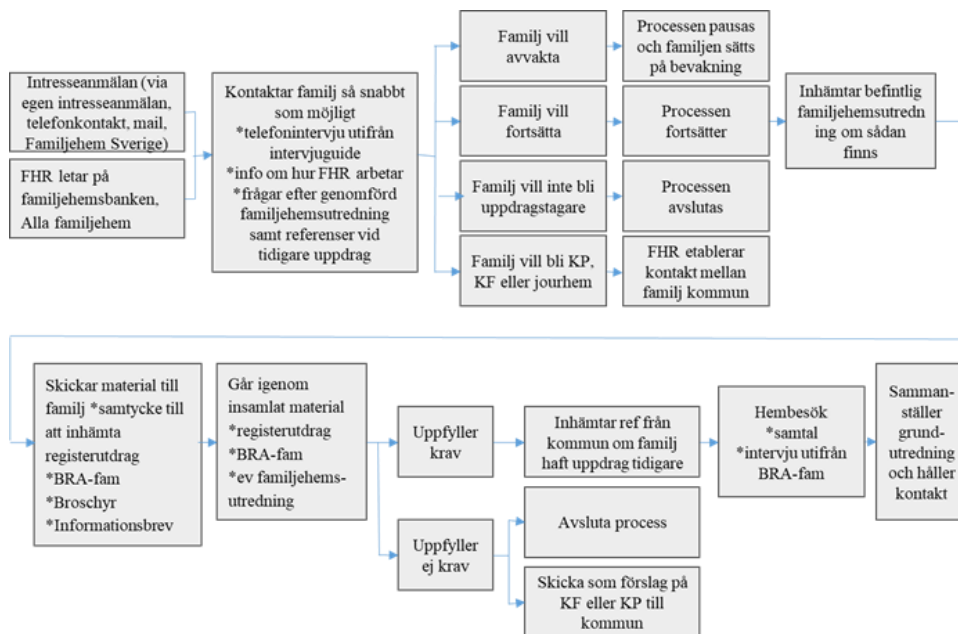 Intresseanmälan (via
egen intresseanmälan,
telefonkontakt, mail,
Familjehem Sverige)
FHR letar på
familjehemsbanken,
Alla familjehem
Kontaktar familj så snabbt
som möjligt
*telefonintervju utifrån
intervjuguide
*info om hur FHR arbetar
*frågar efter genomförd
familjehemsutredning
samt referenser vid
tidigare uppdrag
Familj vill
avvakta
Processen pausas
och familjen sätts
på bevakning
Familj vill
fortsätta
Processen
fortsätter
Inhämtar befintlig
familjehemsutredn
ing om sådan
finns
Familj vill inte bli
uppdragstagare
Processen
avslutas
Familj vill bli KP,
KF eller jourhem
FHR etablerar
kontakt mellan
familj kommun
Skickar material till
familj *samtycke till
att inhämta
registerutdrag
*BRA-fam
*Broschyr
*Informationsbrev
Går igenom
insamlat material
*registerutdrag
*BRA-fam
*ev familjehems-
utredning
Uppfyller
krav
Inhämtar ref från
kommun om familj
haft uppdrag tidigare
Hembesök
*samtal
*intervju utifrån
BRA-fam
Samman-
ställer
grund-
utredning
och håller
kontakt
Uppfyller
ej krav
Avsluta process
Skicka som förslag på
KF eller KP till
kommun